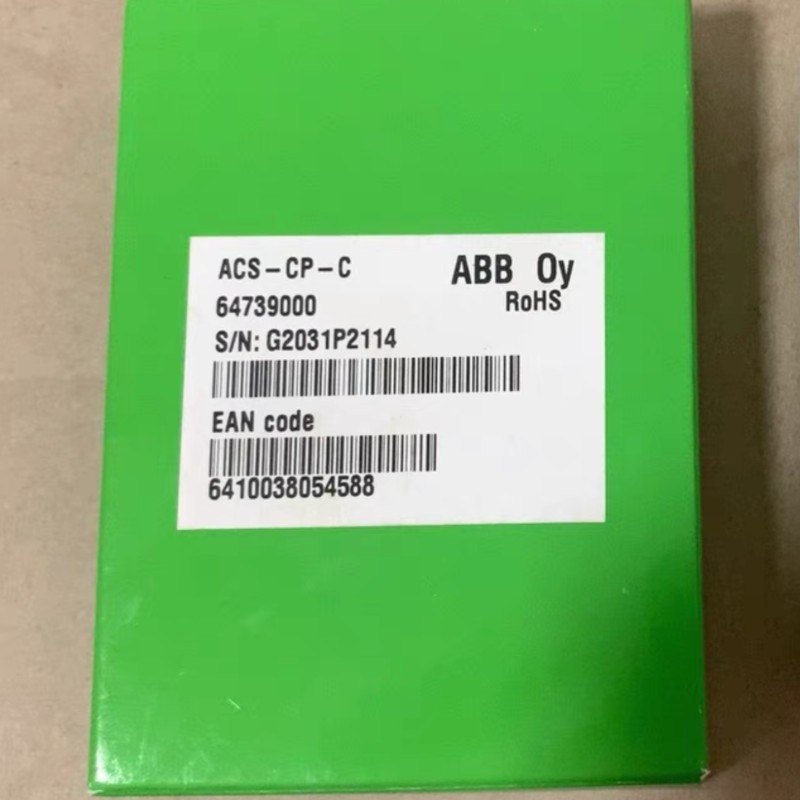 ACS-CP-C
ABB Oy
64739000
RoHS
S/N: G2031P2114
EAN code
6410038054588